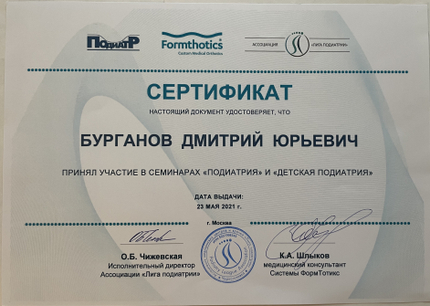 ПОДИАТР
Formthotics
Custom Medical Orthotics
АССОЦИАЦИЯ «ЛИГА ПОДИАТРИИ»
СЕРТИФИКАТ
НАСТОЯЩИЙ ДОКУМЕНТ УДОСТОВЕРЯЕТ, ЧТО
БУРГАНОВ ДМИТРИЙ ЮРЬЕВИЧ
ПРИНЯЛ УЧАСТИЕ В СЕМИНАРАХ «ПОДИАТРИЯ» И «ДЕТСКАЯ ПОДИАТРИЯ»
ДАТА ВЫДАЧИ:
23 МАЯ 2021 г.
г. Москва
О.Б. Чижевская
Исполнительный директор
Ассоциации «Лига подиатрии»
К.А. Шлыков
медицинский консультант
Системы ФормТотикс